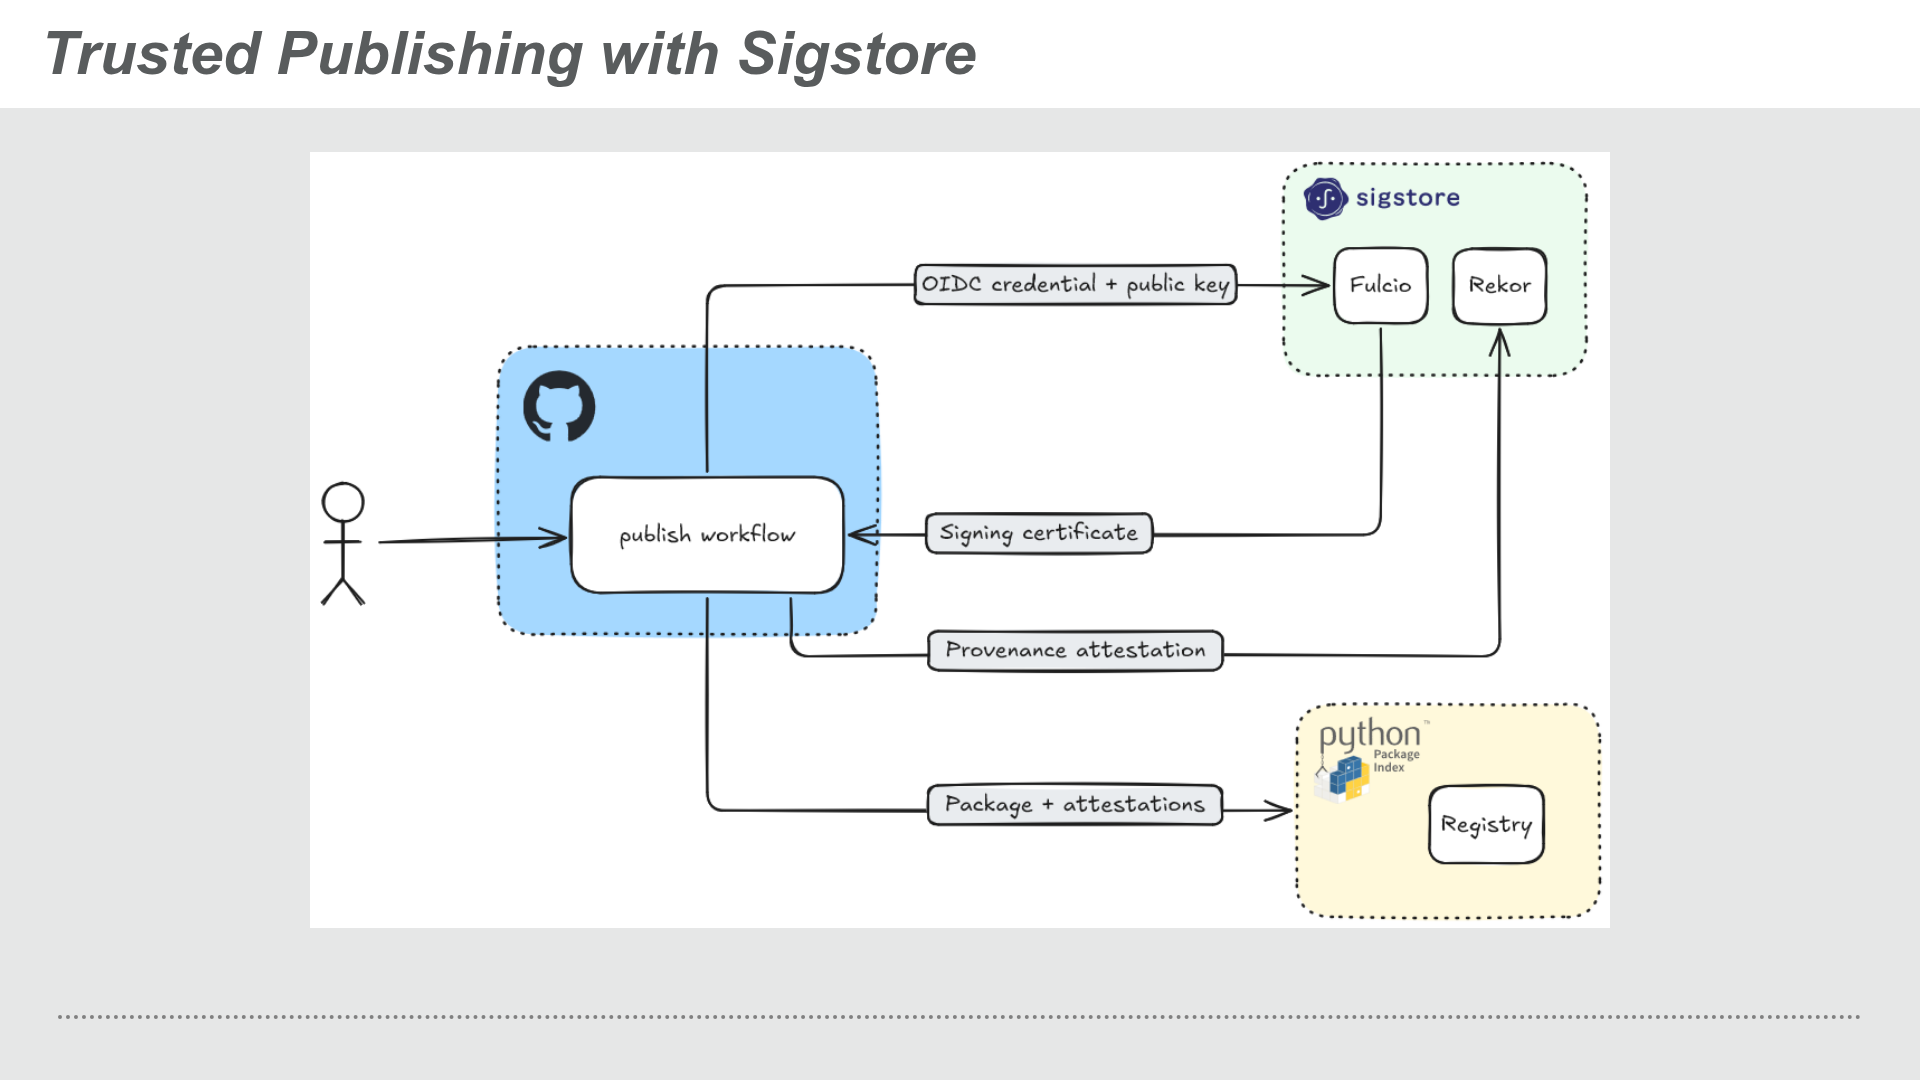 Trusted Publishing with Sigstore
sigstore
OIDC credential + public key
Fulcio
Rekor
publish workflow
Signing certificate
Provenance attestation
python™
Package
Index
Package + attestations
Registry